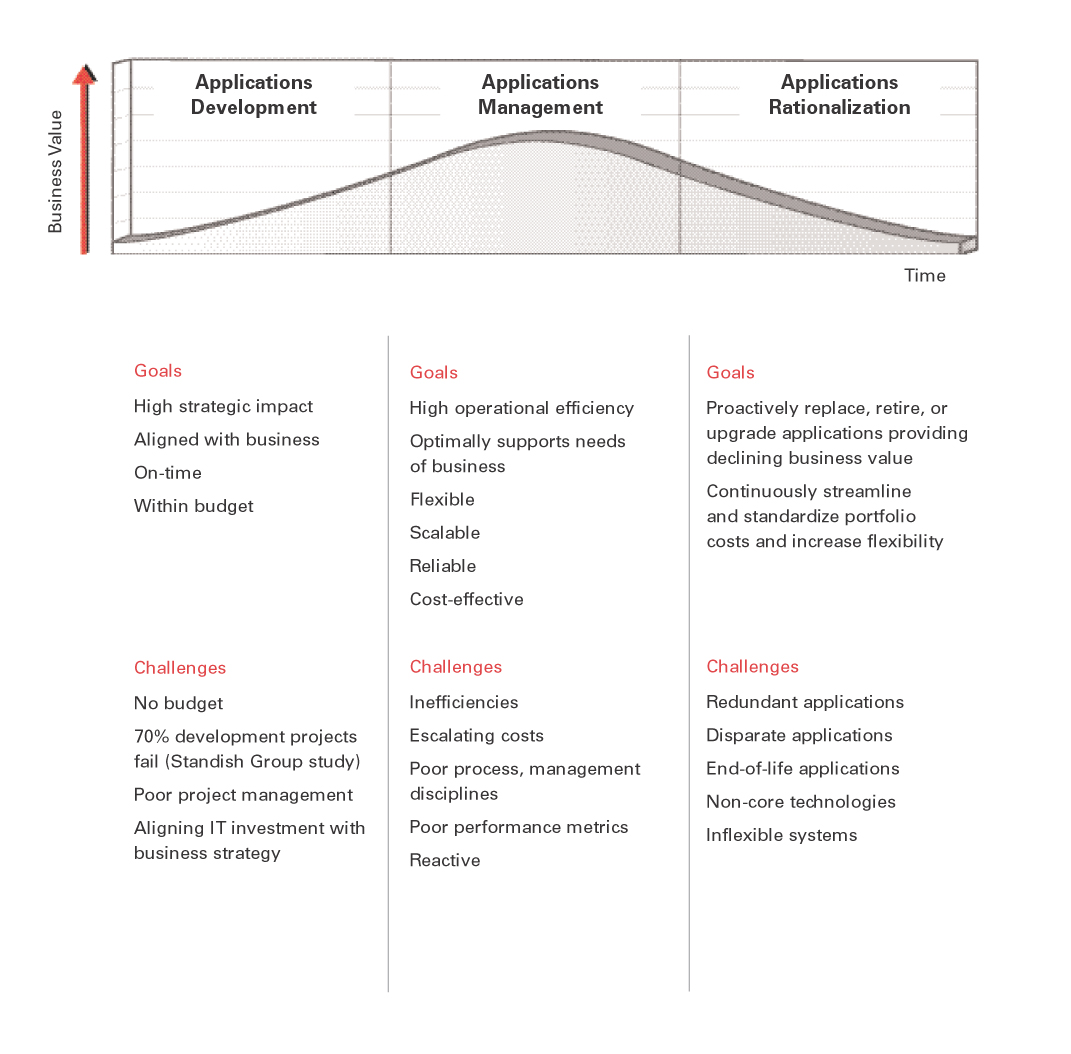 Applications
Development
Applications
Management
Applications
Rationalization
Business Value
Time
Goals
High strategic impact
Aligned with business
On-time
Within budget
Goals
High operational efficiency
Optimally supports needs
of business
Flexible
Scalable
Reliable
Cost-effective
Goals
Proactively replace, retire, or
upgrade applications providing
declining business value
Continuously streamline
and standardize portfolio
costs and increase flexibility
Challenges
No budget
70% development projects
fail (Standish Group study)
Poor project management
Aligning IT investment with
business strategy
Challenges
Inefficiencies
Escalating costs
Poor process, management
disciplines
Poor performance metrics
Reactive
Challenges
Redundant applications
Disparate applications
End-of-life applications
Non-core technologies
Inflexible systems